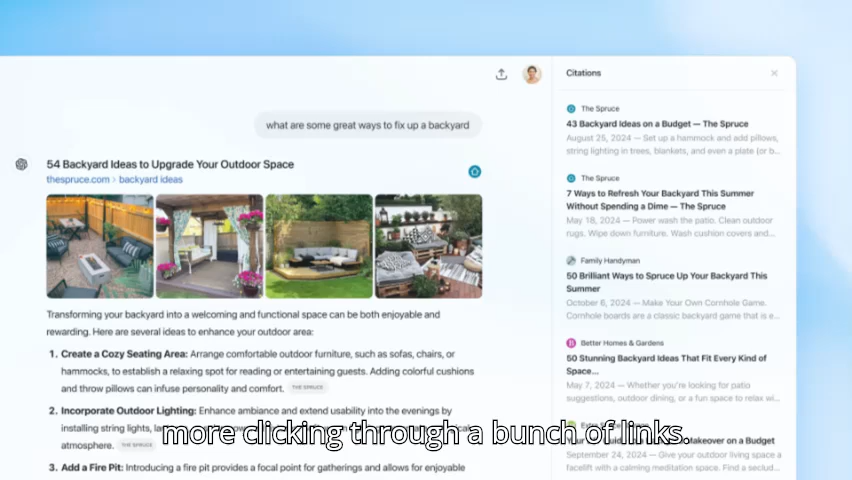 Citations
what are some great ways to fix up a backyard
54 Backyard Ideas to Upgrade Your Outdoor Space
thespruce.com › backyard ideas
Transforming your backyard into a welcoming and functional space can be both enjoyable and
rewarding. Here are several ideas to enhance your outdoor area:
1. Create a Cozy Seating Area: Arrange comfortable outdoor furniture, such as sofas, chairs, or
hammocks, to establish a relaxing spot for reading or entertaining guests. Adding colorful cushions
and throw pillows can infuse personality and comfort. THE SPRUCE
2. Incorporate Outdoor Lighting: Enhance ambiance and extend usability into the evenings by
installing string lights,
atmosphere. THE SPRUCE
3. Add a Fire Pit: Introducing a fire pit provides a focal point for gatherings and allows for enjoyable
The Spruce
43 Backyard Ideas on a Budget — The Spruce
August 25, 2024 — Set up a hammock and add pillows,
string lighting in trees, blankets, and even a plate (or b...
The Spruce
7 Ways to Refresh Your Backyard This Summer
Without Spending a Dime — The Spruce
May 18, 2024 — Power wash the patio. Clean outdoor
rugs. Wipe down furniture. Wash cushion covers and...
Family Handyman
50 Brilliant Ways to Spruce Up Your Backyard This
Summer
October 6, 2024 — Make Your Own Cornhole Game.
Cornhole boards are a classic backyard game that is e...
Better Homes & Gardens
50 Stunning Backyard Ideas That Fit Every Kind of
Space...
May 7, 2024 — Whether you're looking for patio
suggestions, outdoor dining, or a fun space to relax wi...
Makeover on a Budget
September 24, 2024 — Give your outdoor living space a
facelift with a calming meditation space. Find a seclud...
more clicking through a bunch of links.